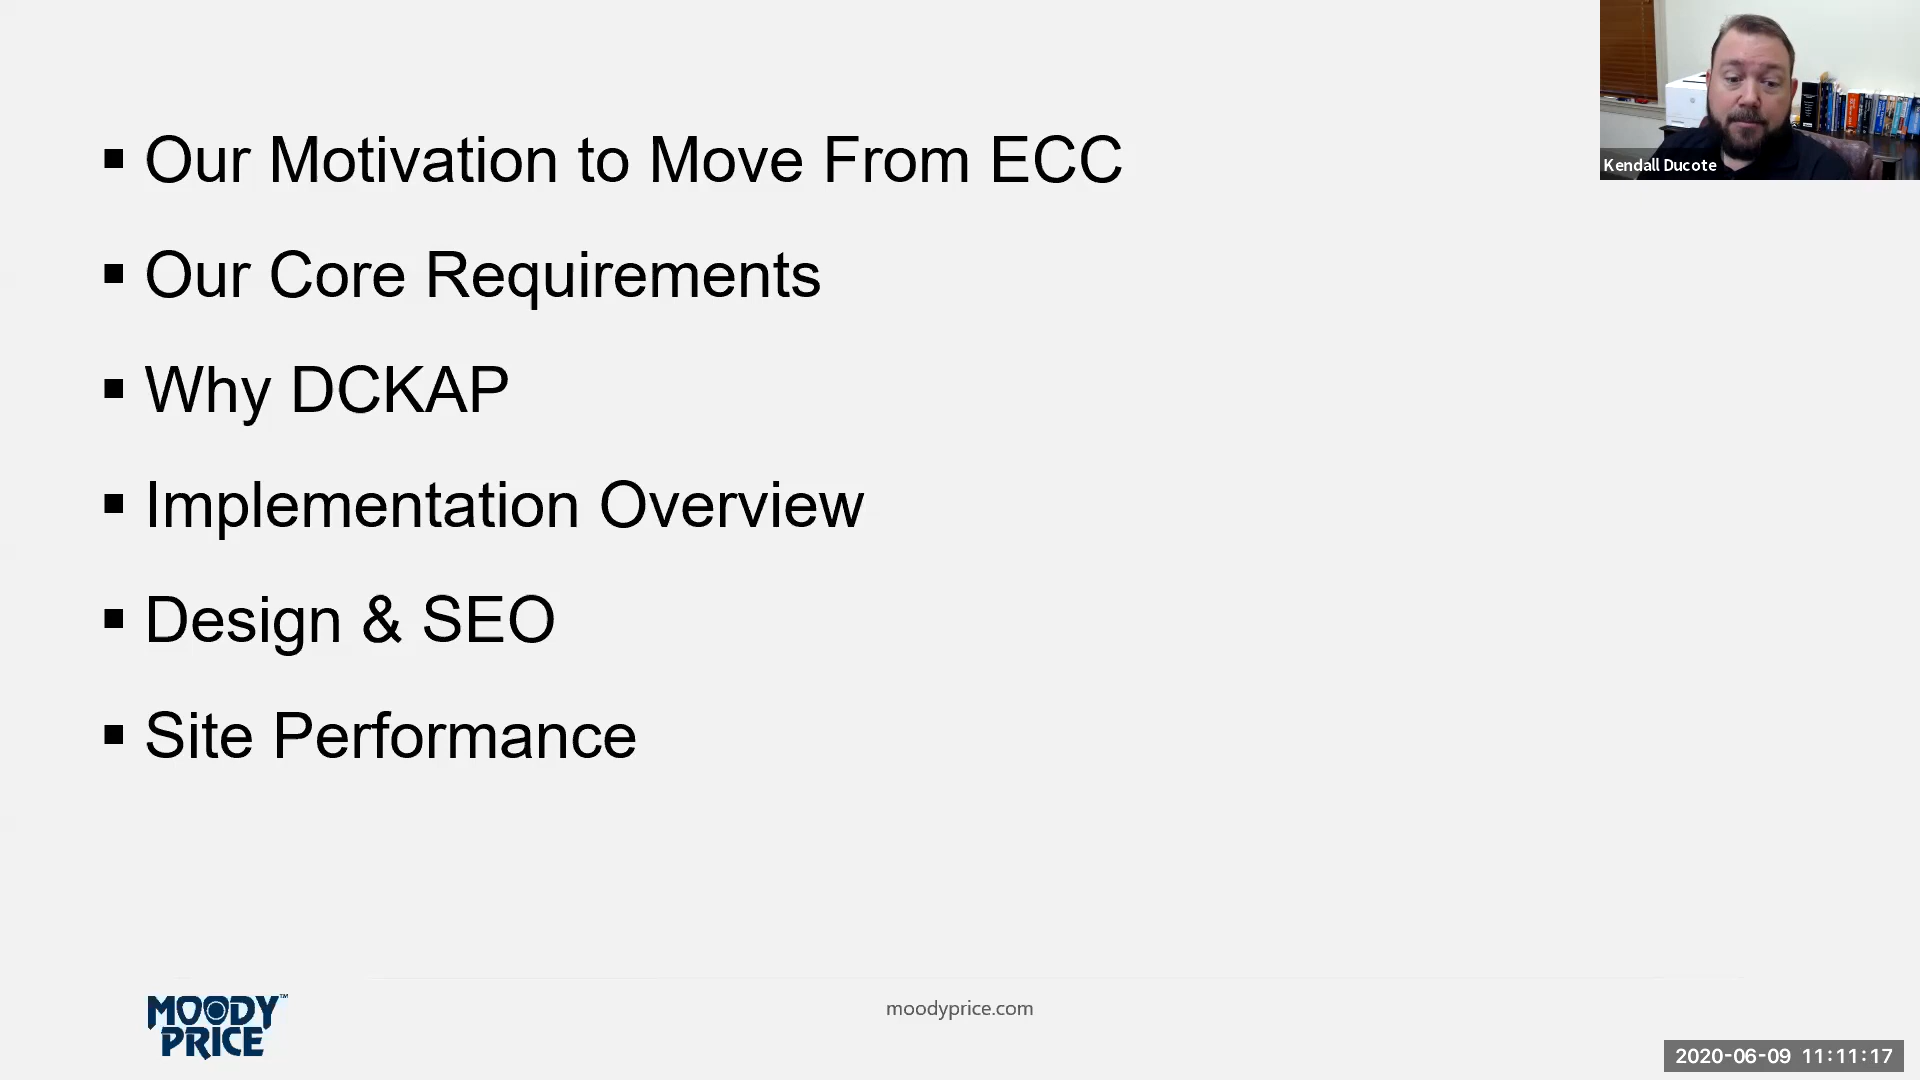 ▪ Our Motivation to Move From ECC
▪ Our Core Requirements
▪ Why DCKAP
▪ Implementation Overview
▪ Design & SEO
▪ Site Performance
Kendall Ducote
MOODY™
PRICE
moodyprice.com
2020-06-09 11:11:17